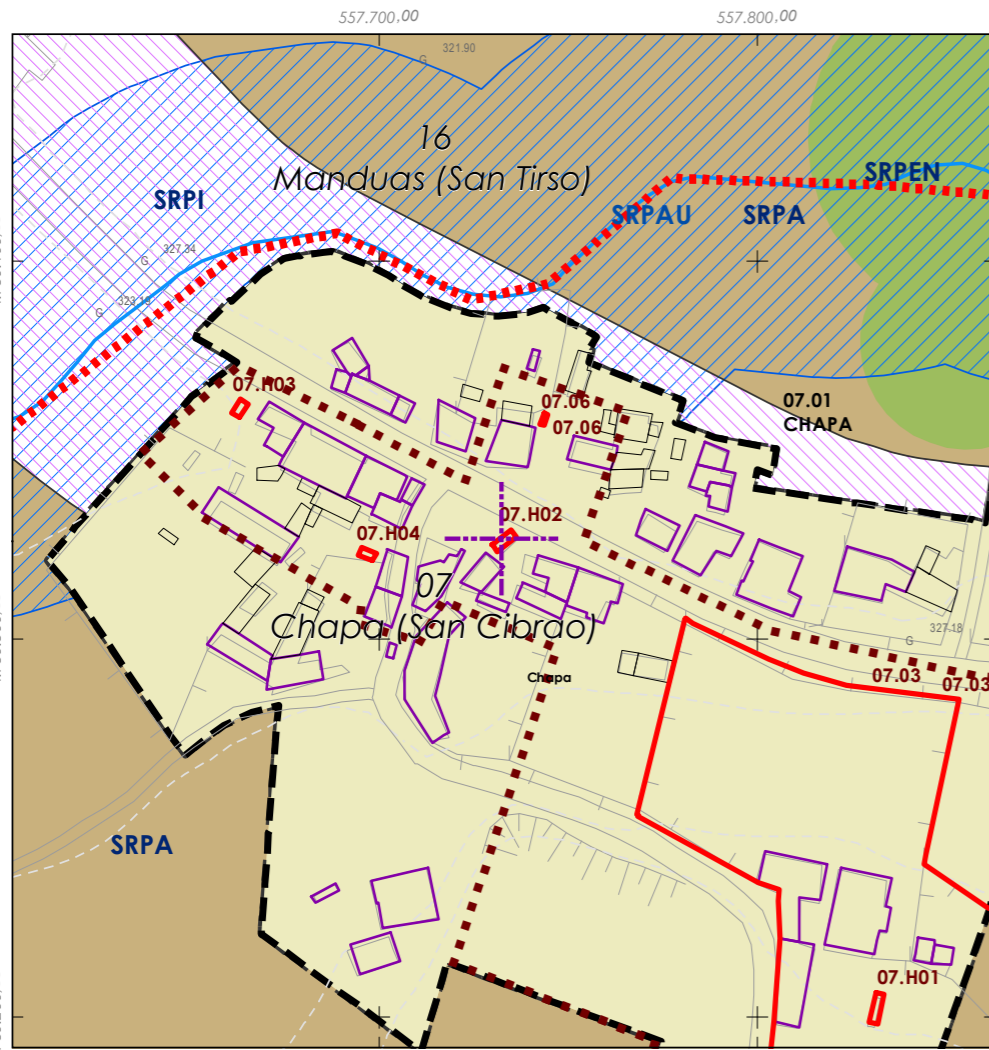 557.700,00
557.800,00
321.90
16
Manduas (San Tirso)
SRPEN
SRPI
SRPAU
SRPA
327.34
G
G
323.19
G
07.01
CHAPA
07.H03
07.06
07.06
07.H02
07.H04
07
Chapa (San Cibrao)
G
327.18
Chapa
07.03
07.03
SRPA
07.H01